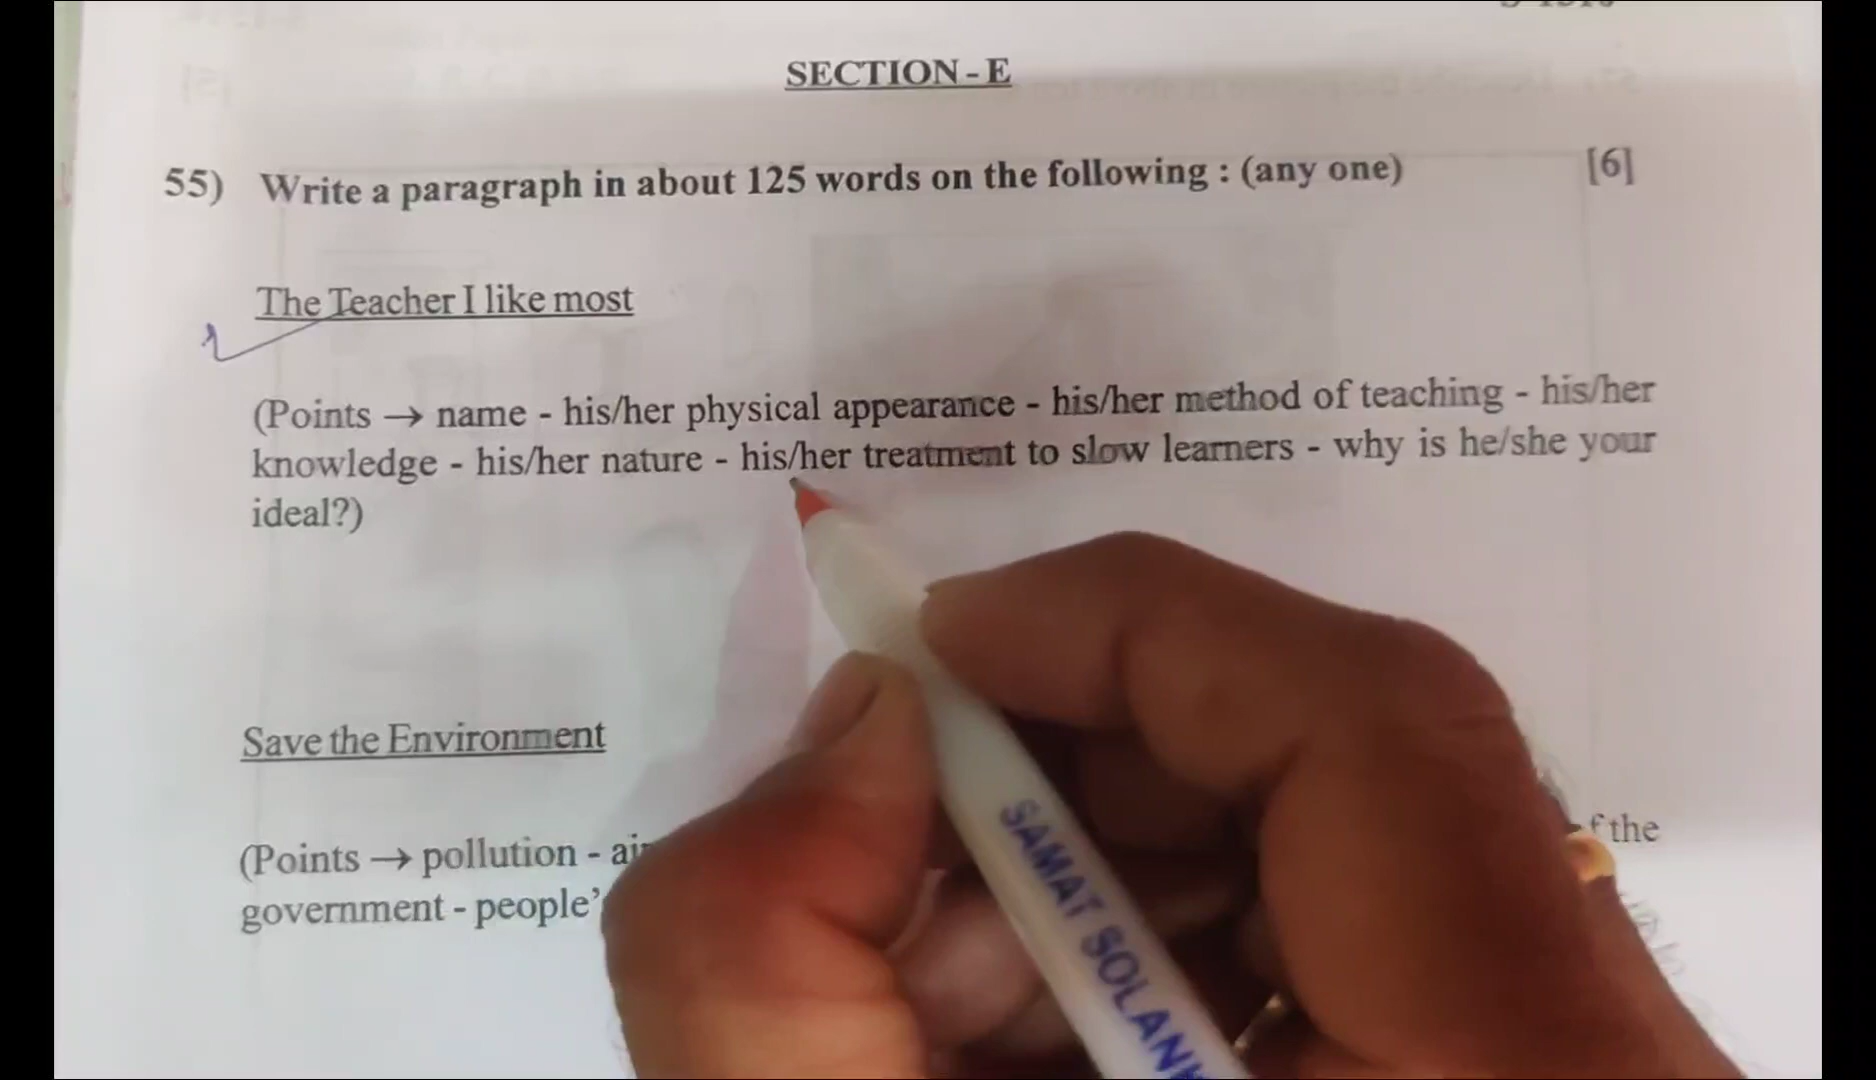 SECTION - E
55) Write a paragraph in about 125 words on the following : (any one) [6]
The Teacher I like most
(Points → name - his/her physical appearance - his/her method of teaching - his/her
knowledge - his/her nature - his/her treatment to slow learners - why is he/she your
ideal?)
Save the Environment
(Points → pollution - the
government - people's
SAMAT